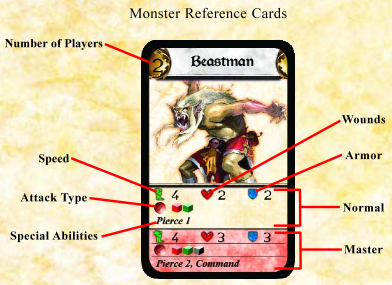 Monster Reference Cards
Number of Players
2
Beastman
Wounds
Armor
Speed
4 2 2
Attack Type
Normal
Special Abilities
Pierce 1
4 3 3
Master
Pierce 2, Command